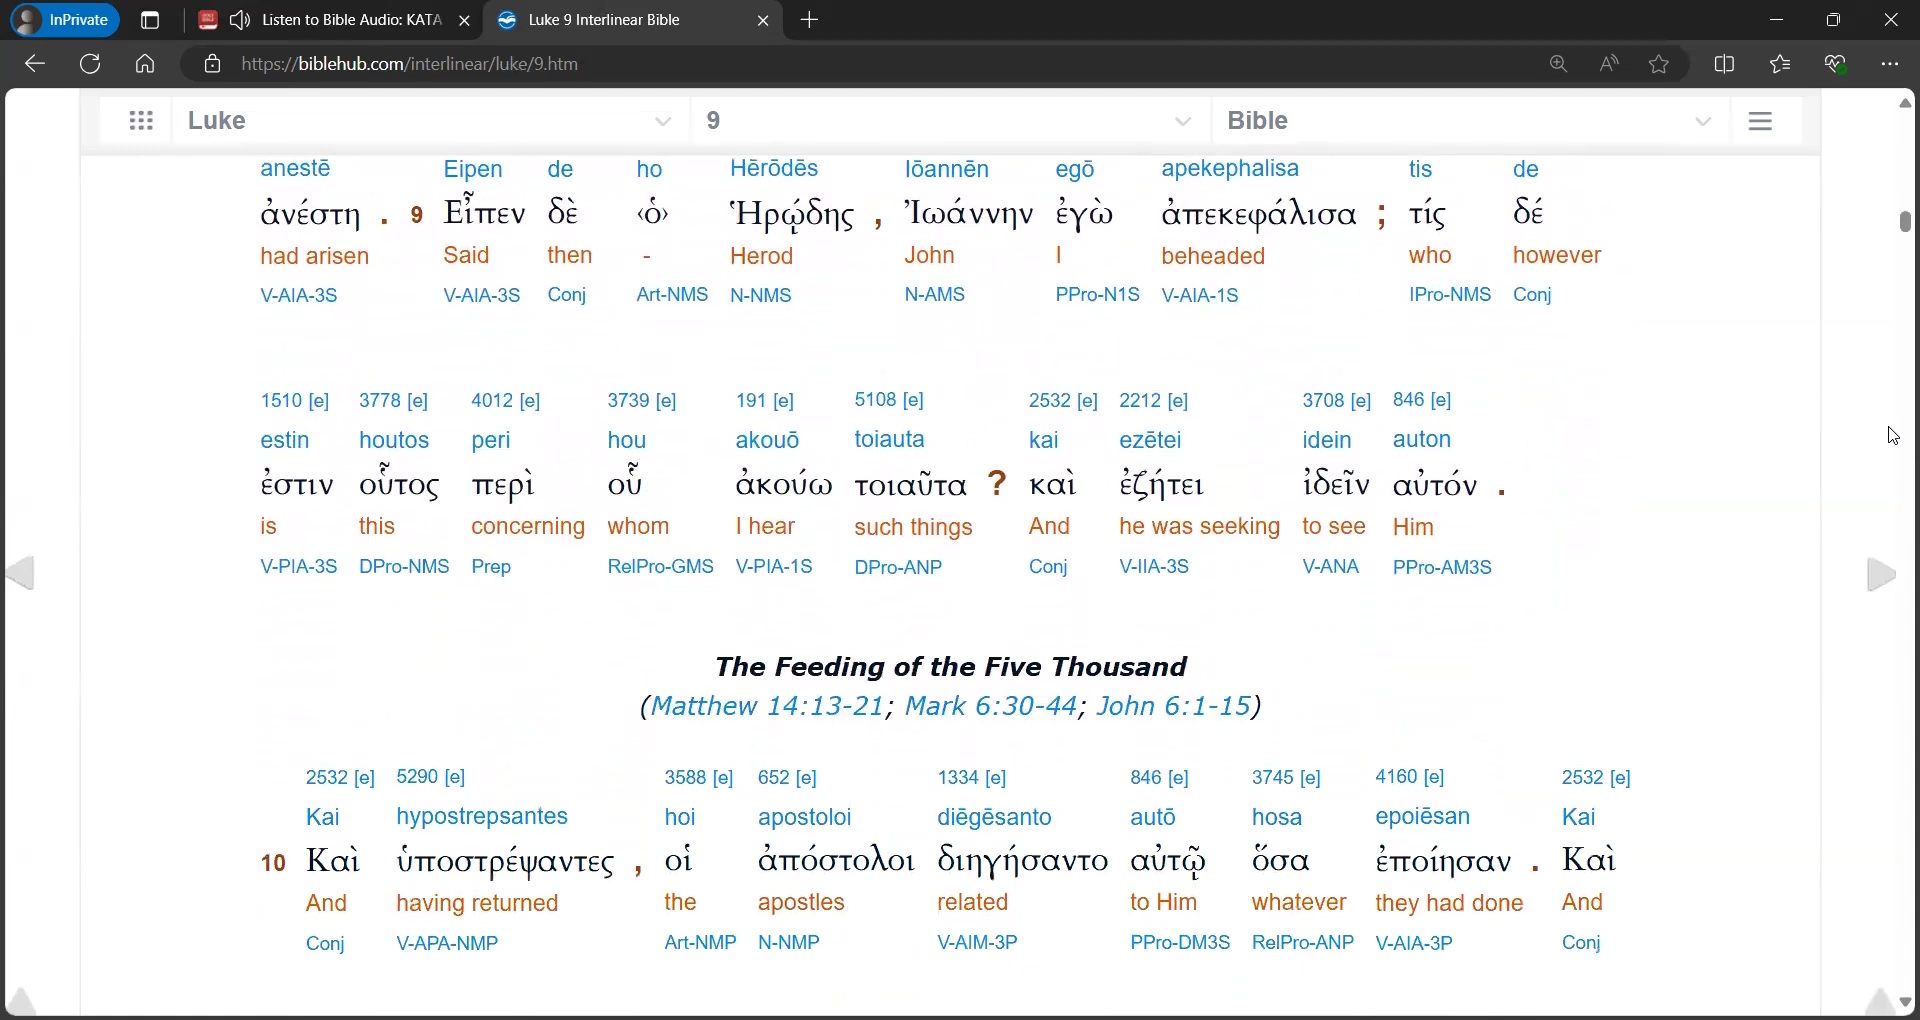 InPrivate
Listen to Bible Audio: KATA
Luke 9 Interlinear Bible
https://biblehub.com/interlinear/luke/9.htm
Luke 9 Bible
anestē Eipen de ho Hērōdēs Iōannēn egō apekephalisa tis de
ἀνέστη . 9 Εἶπεν δὲ ‹ὁ› Ἡρῴδης , Ἰωάννην ἐγὼ ἀπεκεφάλισα ; τίς δέ
had arisen Said then - Herod John I beheaded who however
V-AIA-3S V-AIA-3S Conj Art-NMS N-NMS N-AMS PPro-N1S V-AIA-1S IPro-NMS Conj
1510 [e] 3778 [e] 4012 [e] 3739 [e] 191 [e] 5108 [e] 2532 [e] 2212 [e] 3708 [e] 846 [e]
estin houtos peri hou akouō toiauta kai ezētei idein auton
ἐστιν οὗτος περὶ οὗ ἀκούω τοιαῦτα ? καὶ ἐζήτει ἰδεῖν αὐτόν .
is this concerning whom I hear such things And he was seeking to see Him
V-PIA-3S DPro-NMS Prep RelPro-GMS V-PIA-1S DPro-ANP Conj V-IIA-3S V-ANA PPro-AM3S
The Feeding of the Five Thousand
(Matthew 14:13-21; Mark 6:30-44; John 6:1-15)
2532 [e] 5290 [e] 3588 [e] 652 [e] 1334 [e] 846 [e] 3745 [e] 4160 [e] 2532 [e]
Kai hypostrepsantes hoi apostoloi diēgēsanto autō hosa epoiēsan Kai
10 Καὶ ὑποστρέψαντες , οἱ ἀπόστολοι διηγήσαντο αὐτῷ ὅσα ἐποίησαν . Καὶ
And having returned the apostles related to Him whatever they had done And
Conj V-APA-NMP Art-NMP N-NMP V-AIM-3P PPro-DM3S RelPro-ANP V-AIA-3P Conj